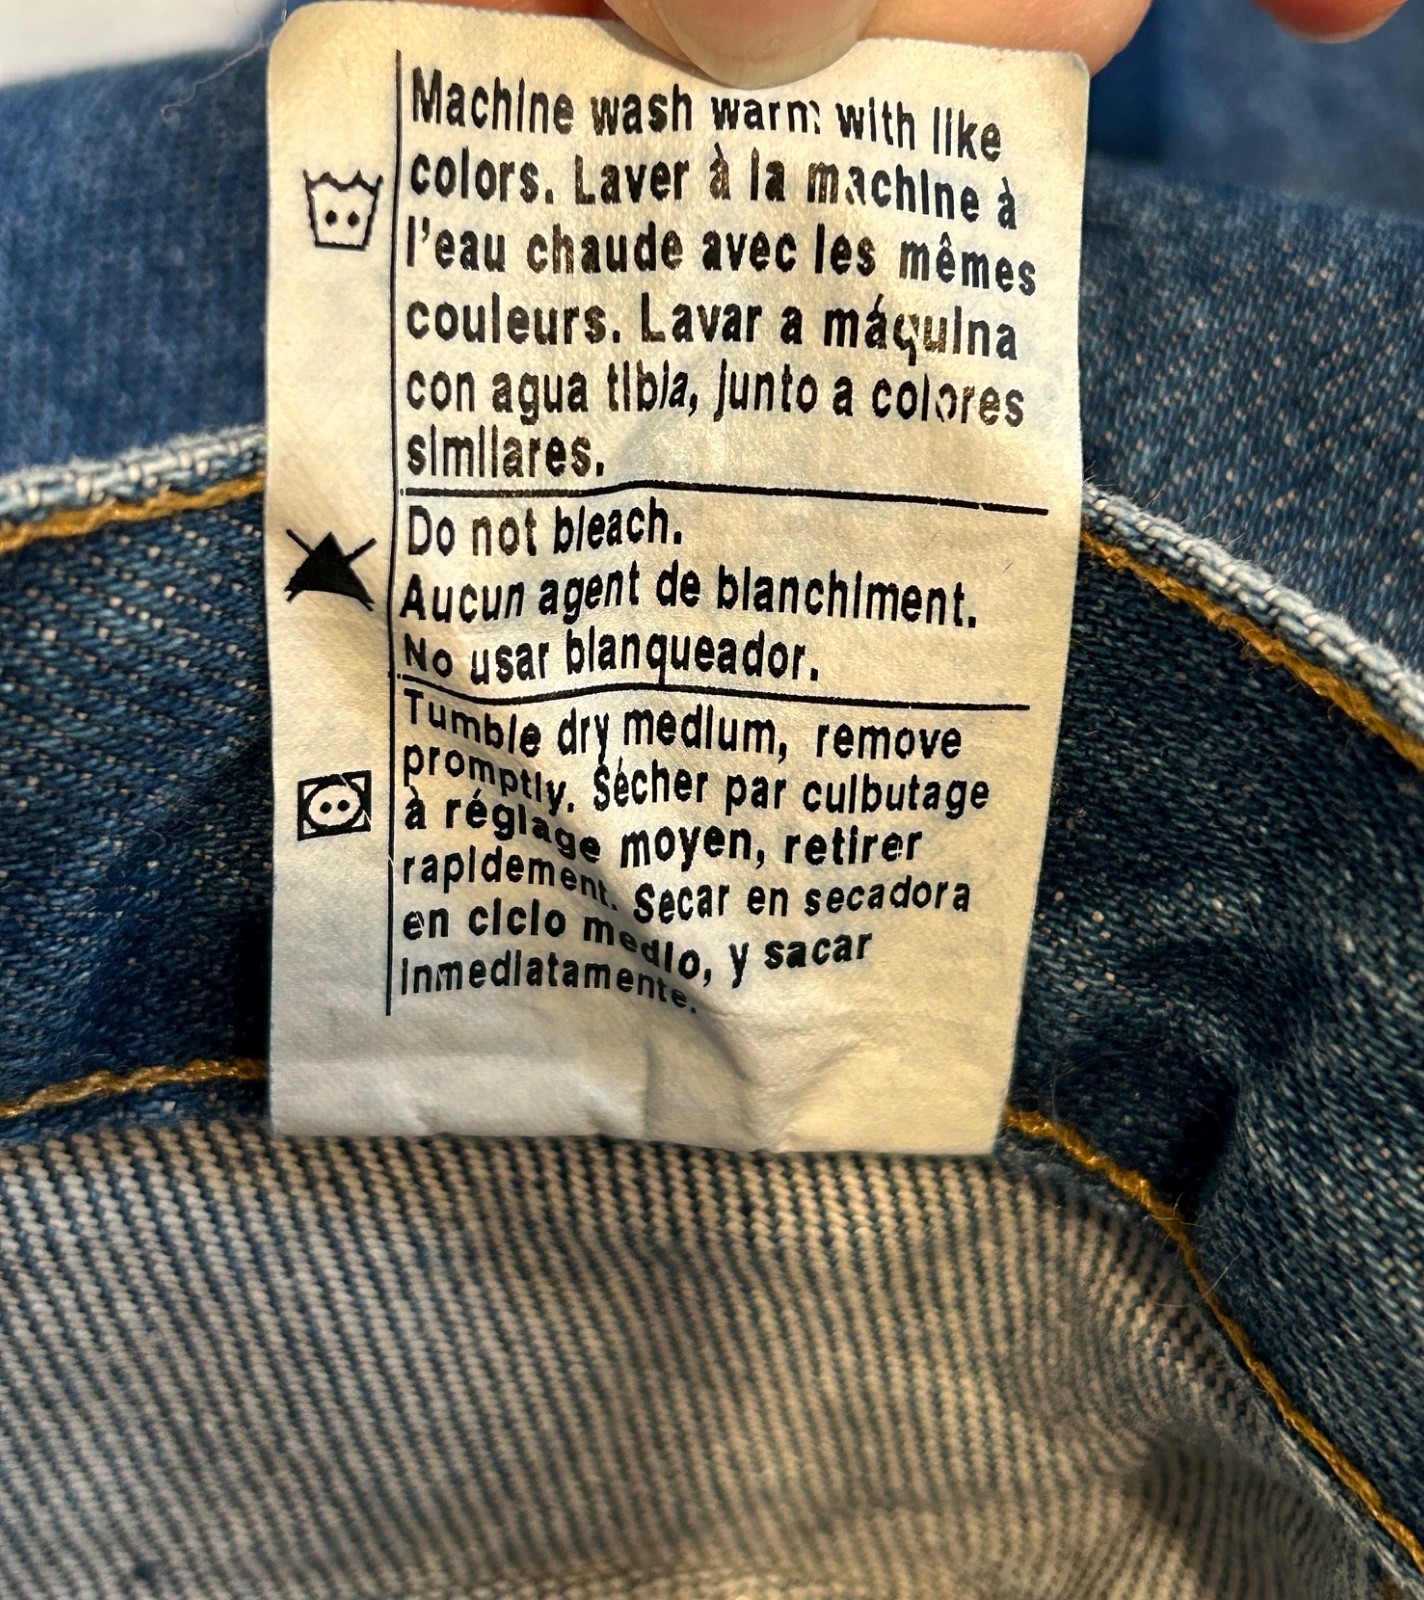 Machine wash warm with like
colors. Laver à la machine à
l'eau chaude avec les mêmes
couleurs. Lavar a máquina
con agua tibia, junto a colores
similares.
Do not bleach.
Aucun agent de blanchiment.
No usar blanqueador.
Tumble dry medium, remove
promptly. Sécher par culbutage
à réglage moyen, retirer
rapidement. Secar en secadora
en ciclo medio, y sacar
inmediatamente.